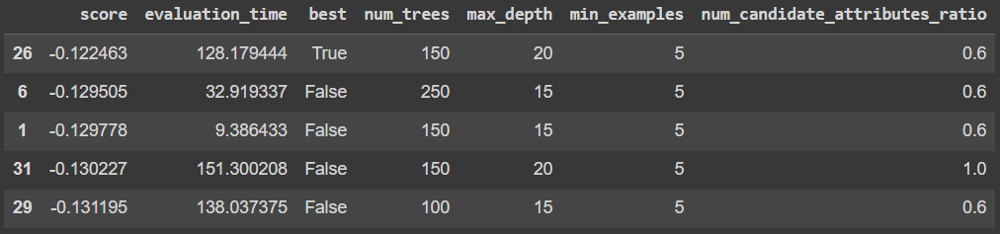 score evaluation_time best num_trees max_depth min_examples num_candidate_attributes_ratio
26 -0.122463 128.179444 True 150 20 5 0.6
6 -0.129505 32.919337 False 250 15 5 0.6
1 -0.129778 9.386433 False 150 15 5 0.6
31 -0.130227 151.300208 False 150 20 5 1.0
29 -0.131195 138.037375 False 100 15 5 0.6